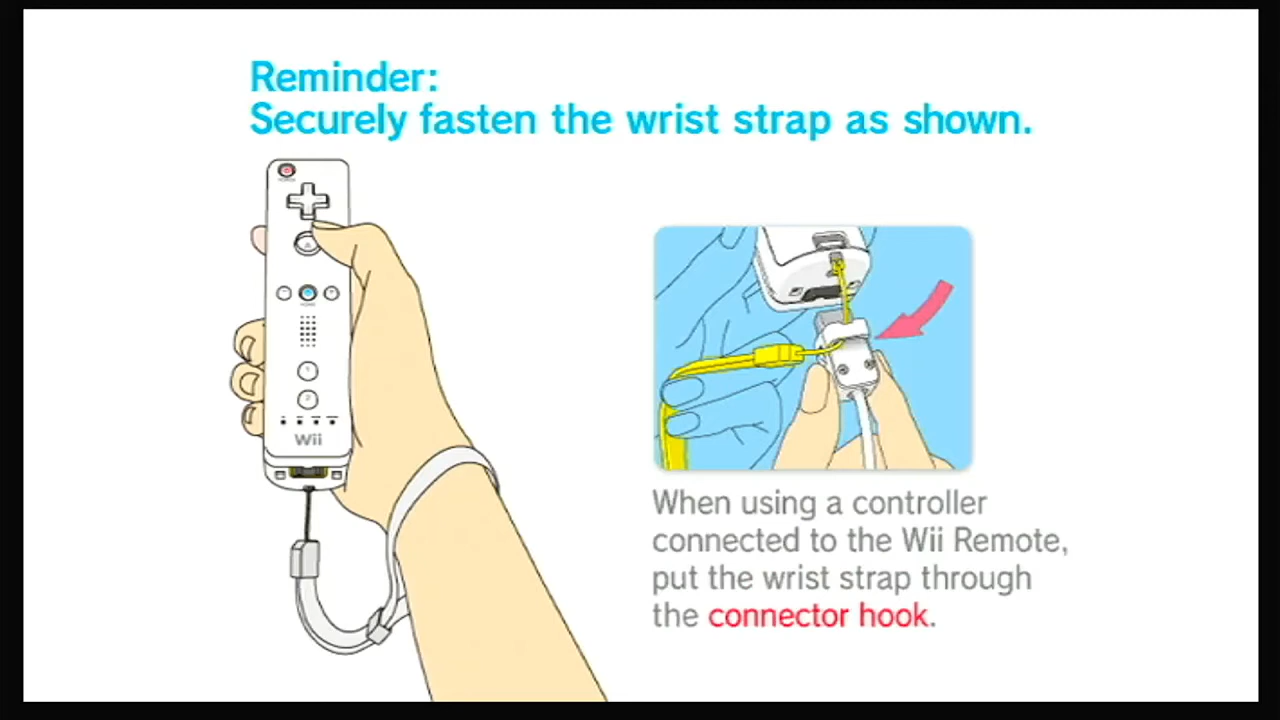 Reminder:
Securely fasten the wrist strap as shown.
Wii
When using a controller
connected to the Wii Remote,
put the wrist strap through
the connector hook.